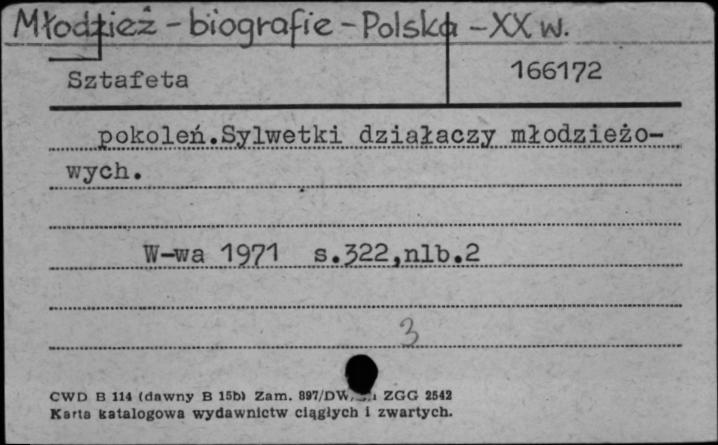 Młodzież - biografie - Polska - XX w.
Sztafeta 166172
pokoleń.Sylwetki działaczy młodzieżo-
wych.
W-wa 1971 s.322,nlb.2
3
CWD B 114 (dawny B 15b) Zam. 897/DW, ZGG 2542
Karta katalogowa wydawnictw ciągłych i zwartych.